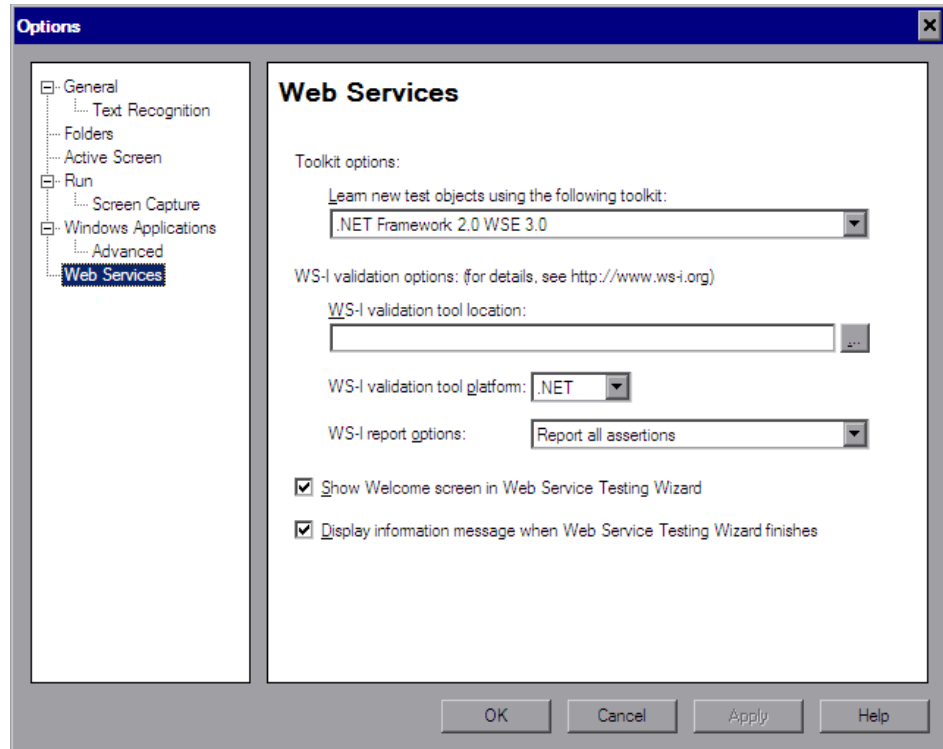 Options
General
Text Recognition
Folders
Active Screen
Run
Screen Capture
Windows Applications
Advanced
Web Services
Web Services
Toolkit options:
Learn new test objects using the following toolkit:
.NET Framework 2.0 WSE 3.0
WS-I validation options: (for details, see http://www.ws-i.org)
WS-I validation tool location:
...
WS-I validation tool platform: .NET
WS-I report options: Report all assertions
Show Welcome screen in Web Service Testing Wizard
Display information message when Web Service Testing Wizard finishes
OK Cancel Apply Help